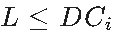 L ≤ DC_i